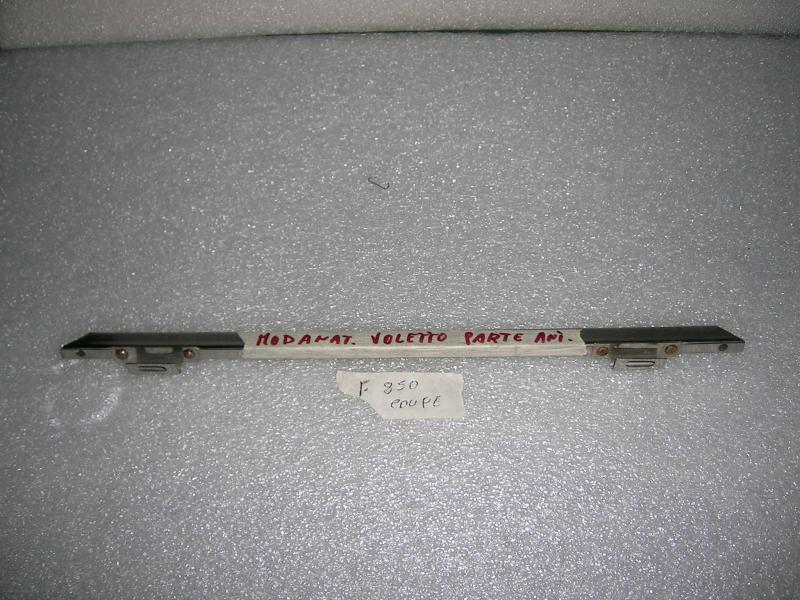 MODANAT. VOLETTO PARTE ANT.
F 850
COUPE